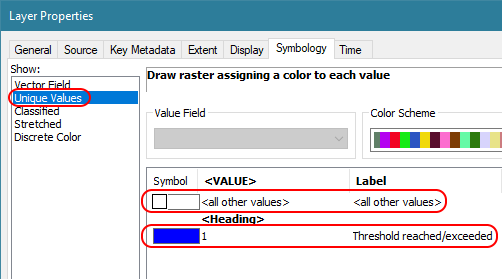 Layer Properties
General Source Key Metadata Extent Display Symbology Time
Show:
Vector Field
Unique Values
Classified
Stretched
Discrete Color
Draw raster assigning a color to each value
Value Field
Color Scheme
Symbol <VALUE> Label
<all other values> <all other values>
<Heading>
1 Threshold reached/exceeded